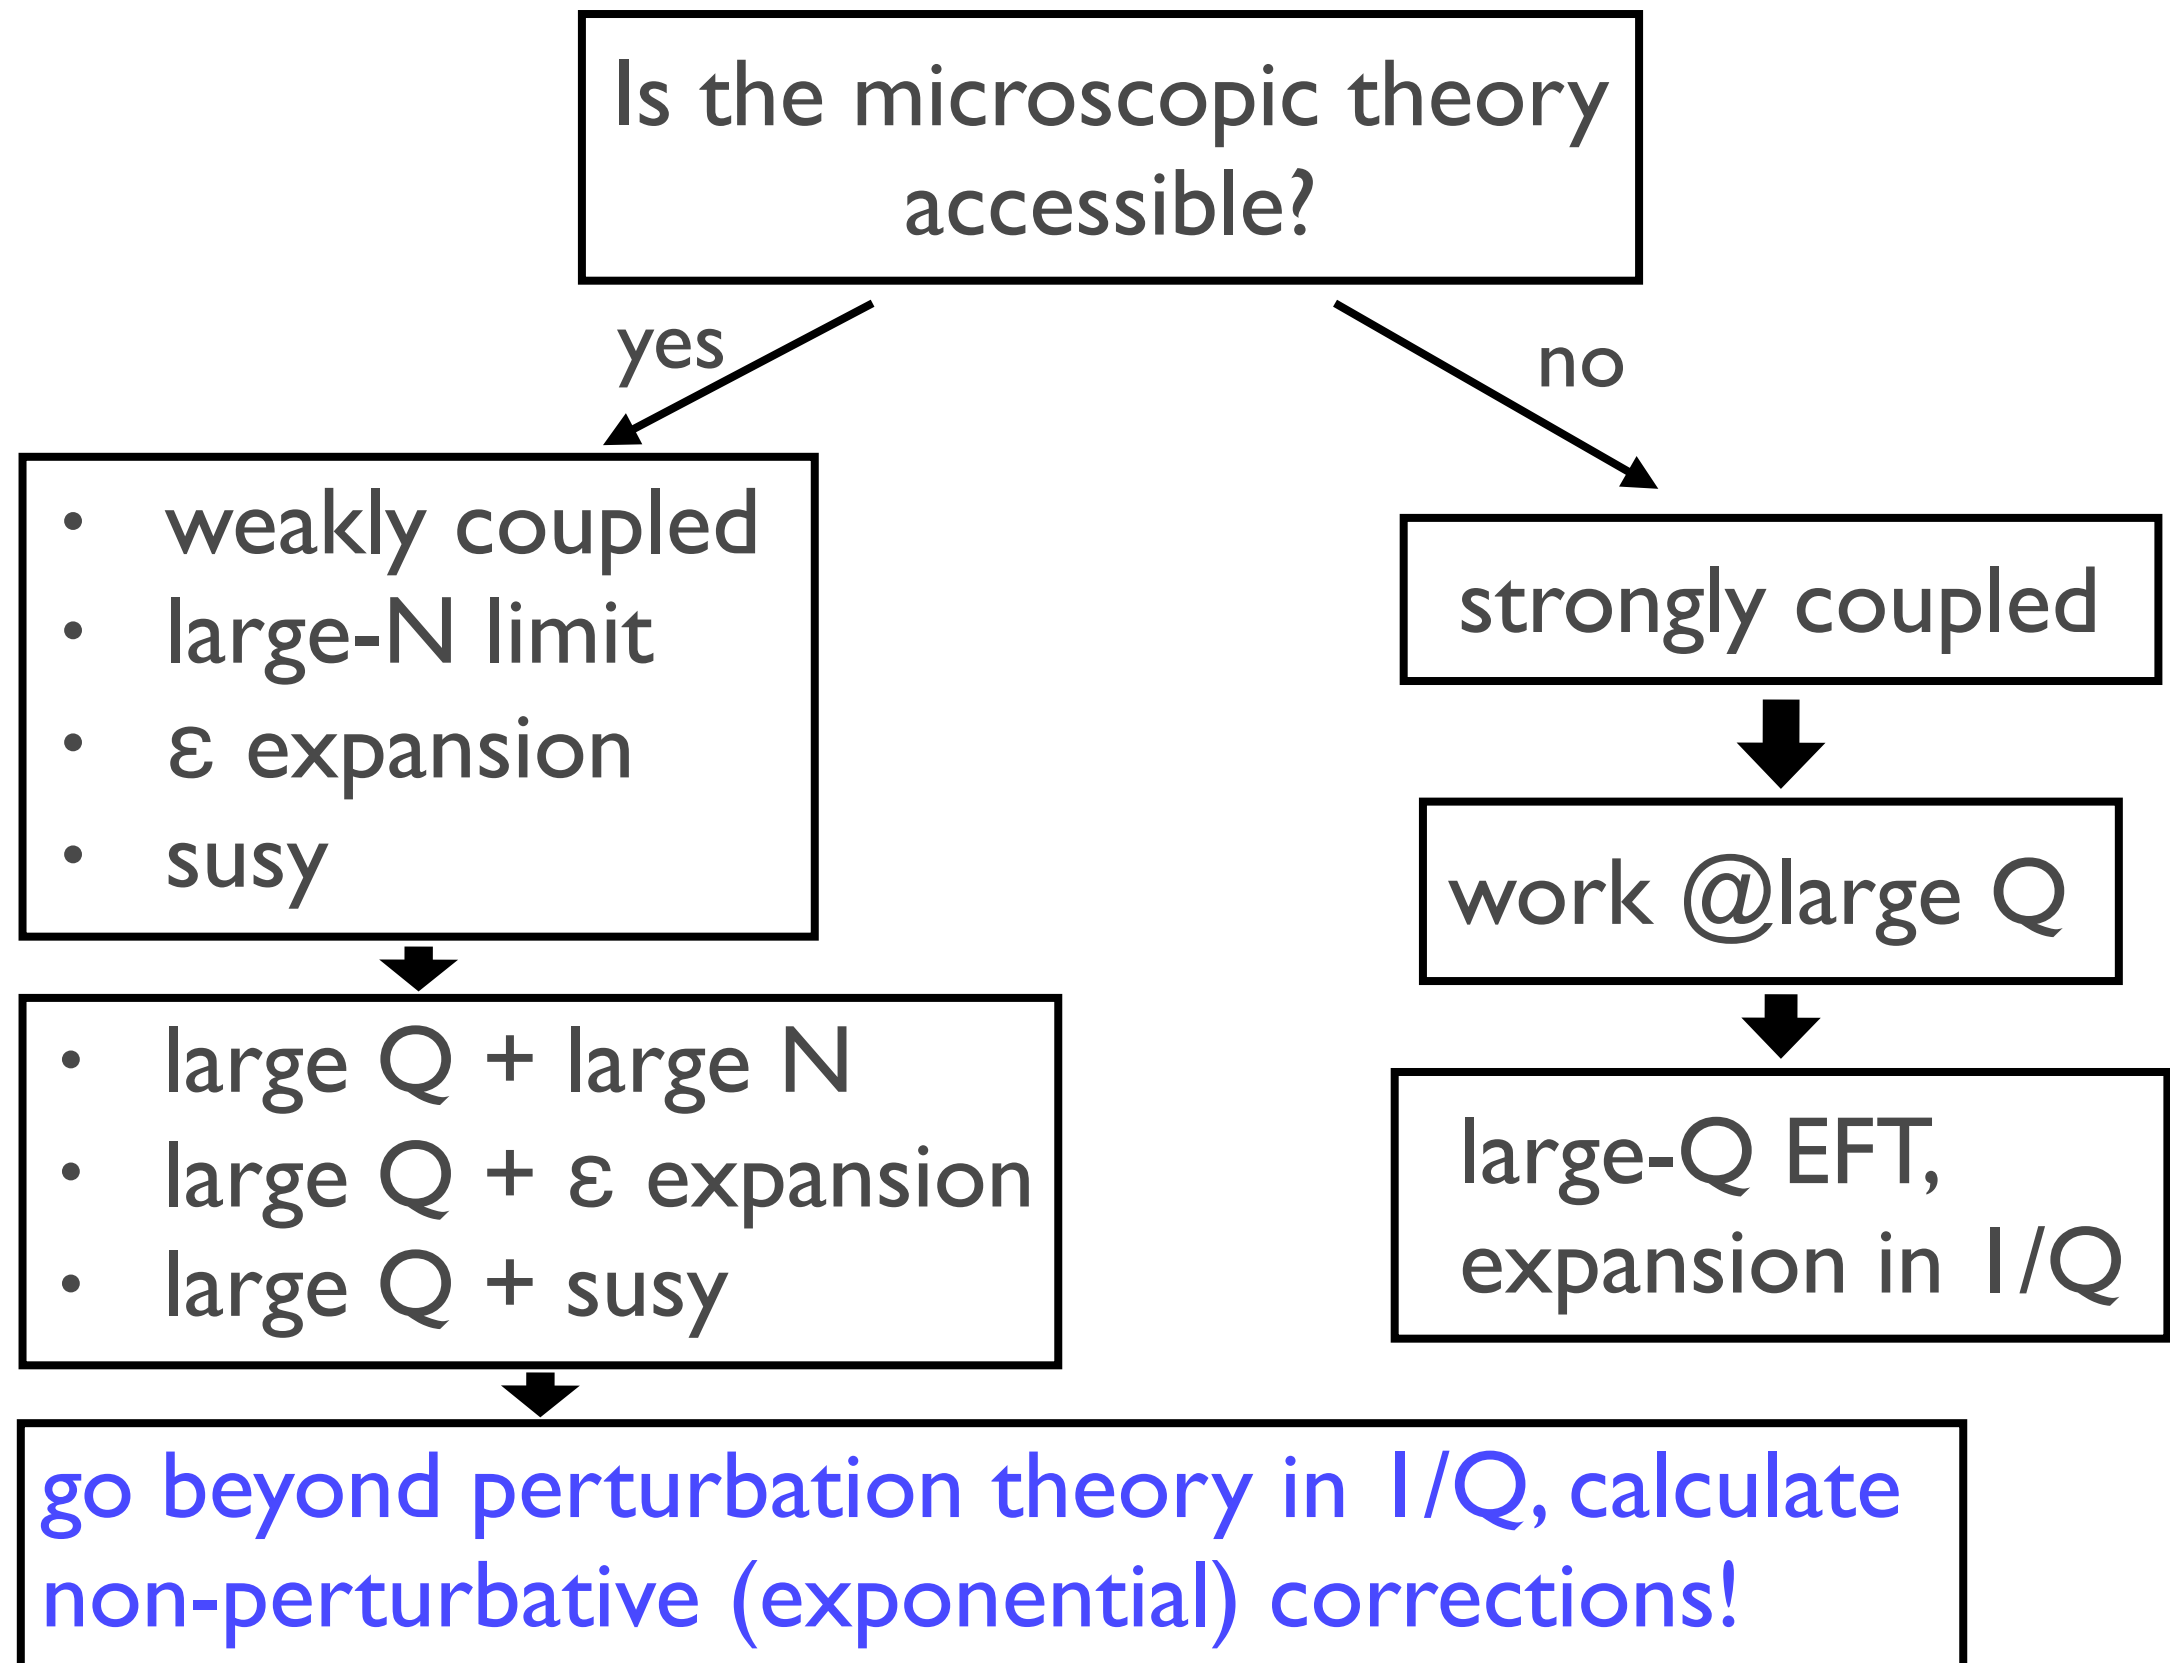 Is the microscopic theory
accessible?
yes
no
• weakly coupled
• large-N limit
• ε expansion
• susy
strongly coupled
work @large Q
• large Q + large N
• large Q + ε expansion
• large Q + susy
large-Q EFT,
expansion in 1/Q
go beyond perturbation theory in 1/Q, calculate
non-perturbative (exponential) corrections!